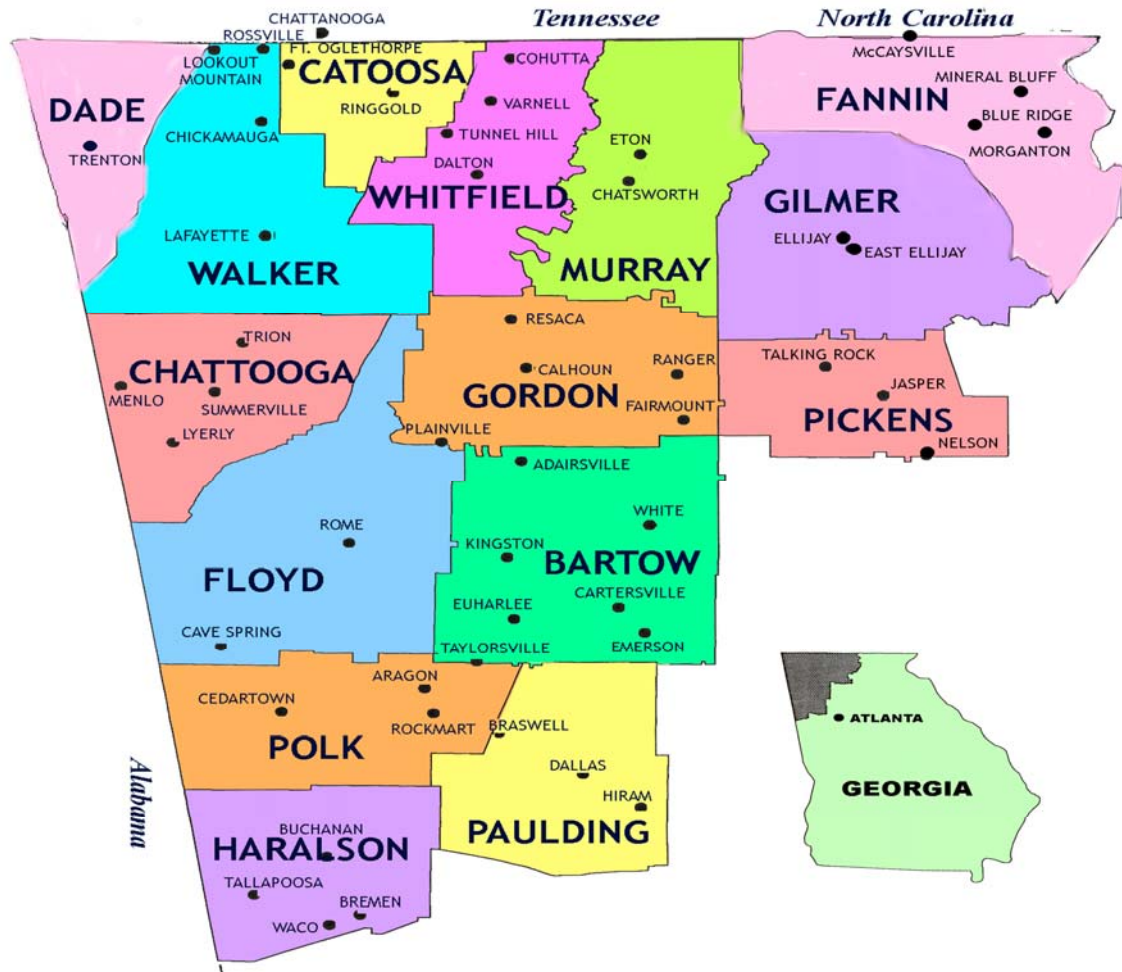 CHATTANOOGA
Tennessee
North Carolina
ROSSVILLE
McCAYSVILLE
LOOKOUT
MOUNTAIN
FT. OGLETHORPE
CATOOSA
COHUTTA
MINERAL BLUFF
DADE
RINGGOLD
VARNELL
FANNIN
BLUE RIDGE
CHICKAMAUGA
TUNNEL HILL
ETON
MORGANTON
TRENTON
DALTON
WHITFIELD
CHATSWORTH
GILMER
LAFAYETTE
ELLIJAY
EAST ELLIJAY
WALKER
MURRAY
RESACA
TRION
CHATTOOGA
CALHOUN
RANGER
TALKING ROCK
MENLO
SUMMERVILLE
GORDON
JASPER
LYERLY
PLAINVILLE
FAIRMOUNT
PICKENS
NELSON
ADAIRSVILLE
ROME
WHITE
KINGSTON
BARTOW
FLOYD
EUHARLEE
CARTERSVILLE
CAVE SPRING
TAYLORSVILLE
EMERSON
ARAGON
CEDARTOWN
ROCKMART
BRASWELL
ATLANTA
POLK
DALLAS
GEORGIA
Alabama
HIRAM
BUCHANAN
HARALSON
PAULDING
TALLAPOOSA
BREMEN
WACO